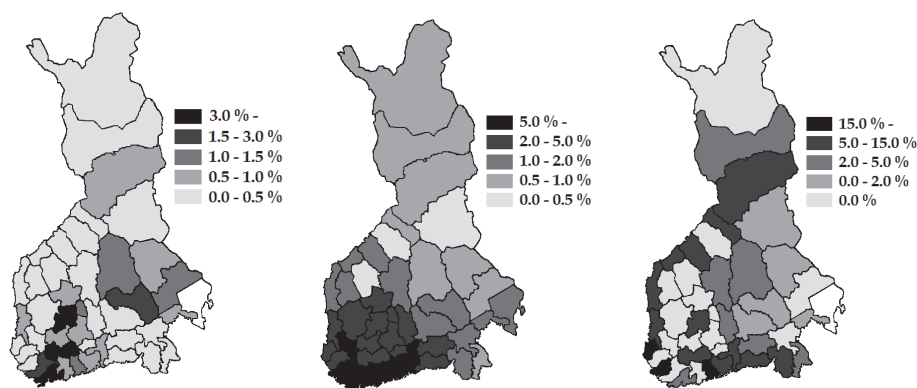 3.0 % -
1.5 - 3.0 %
1.0 - 1.5 %
0.5 - 1.0 %
0.0 - 0.5 %
5.0 % -
2.0 - 5.0 %
1.0 - 2.0 %
0.5 - 1.0 %
0.0 - 0.5 %
15.0 % -
5.0 - 15.0 %
2.0 - 5.0 %
0.0 - 2.0 %
0.0 %